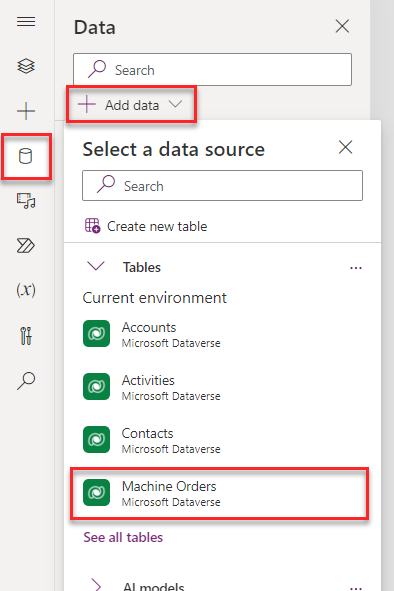 Data
Search
Add data
Select a data source
Search
Create new table
Tables
Current environment
Accounts
Microsoft Dataverse
Activities
Microsoft Dataverse
Contacts
Microsoft Dataverse
Machine Orders
Microsoft Dataverse
See all tables
(x)
AI models